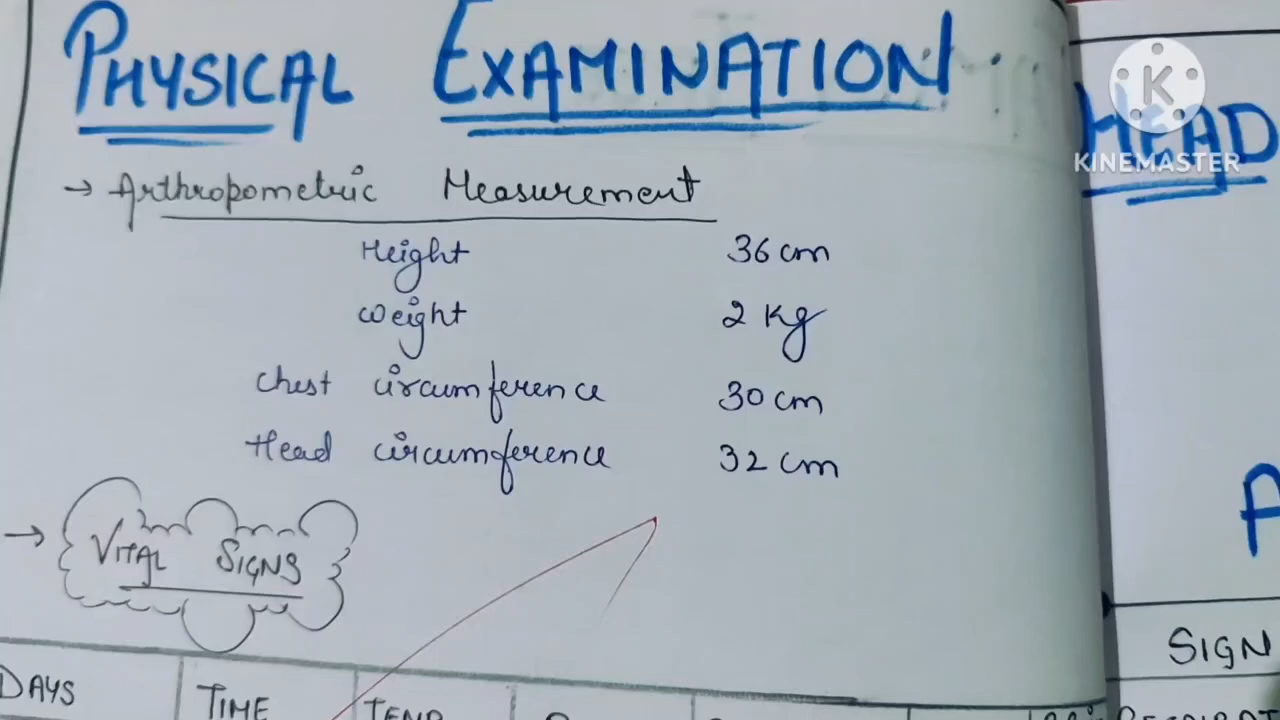 PHYSICAL EXAMINATION.
→ Arthropometric Measurement
Height 36 cm
Weight 2 Kg
Chest circumference 30 cm
Head circumference 32 cm
→ VITAL SIGNS
DAYS TIME TEMP
HEAD
KINEMASTER
A
SIGN